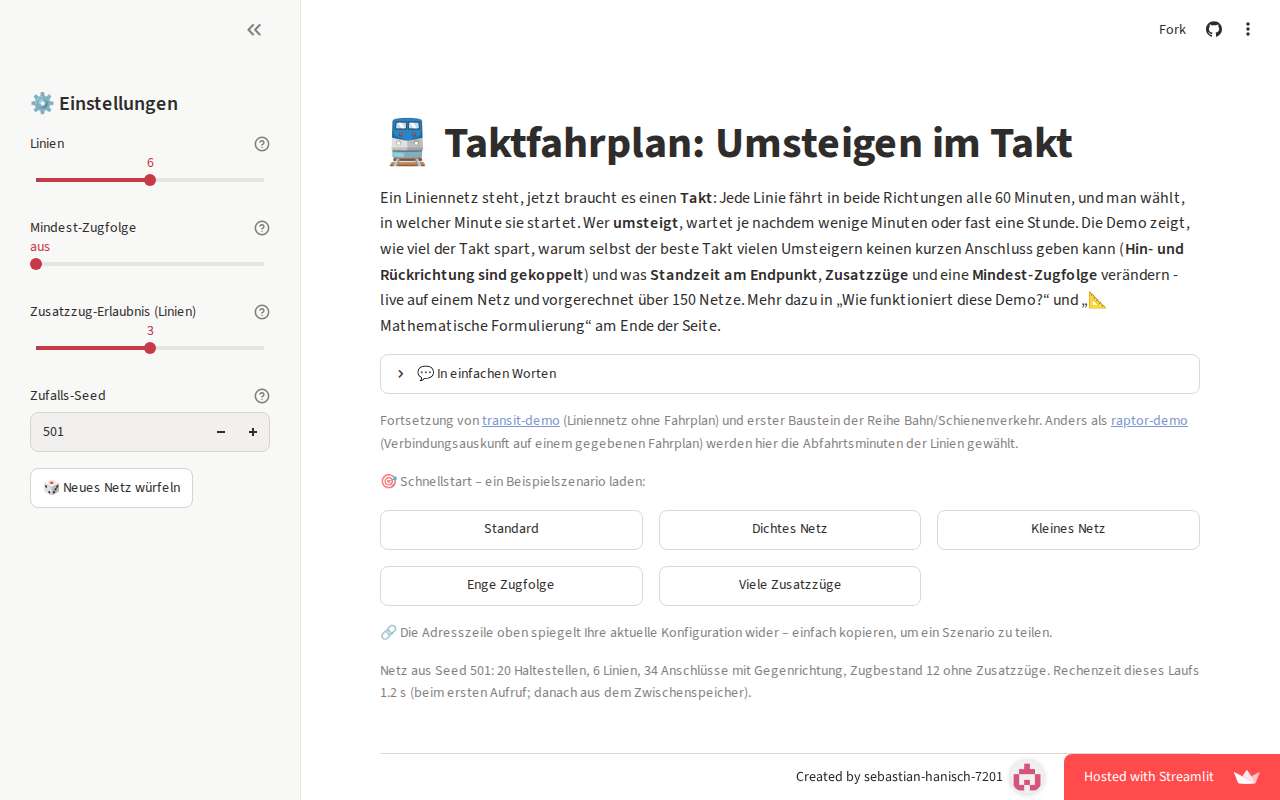 Fork
⚙️ Einstellungen
Linien
6
Mindest-Zugfolge
aus
Zusatzzug-Erlaubnis (Linien)
3
Zufalls-Seed
501
🎲 Neues Netz würfeln
🚆 Taktfahrplan: Umsteigen im Takt
Ein Liniennetz steht, jetzt braucht es einen Takt: Jede Linie fährt in beide Richtungen alle 60 Minuten, und man wählt,
in welcher Minute sie startet. Wer umsteigt, wartet je nachdem wenige Minuten oder fast eine Stunde. Die Demo zeigt,
wie viel der Takt spart, warum selbst der beste Takt vielen Umsteigern keinen kurzen Anschluss geben kann (Hin- und
Rückrichtung sind gekoppelt) und was Standzeit am Endpunkt, Zusatzzüge und eine Mindest-Zugfolge verändern -
live auf einem Netz und vorgerechnet über 150 Netze. Mehr dazu in „Wie funktioniert diese Demo?“ und „📐
Mathematische Formulierung“ am Ende der Seite.
💬 In einfachen Worten
Fortsetzung von transit-demo (Liniennetz ohne Fahrplan) und erster Baustein der Reihe Bahn/Schienenverkehr. Anders als raptor-demo
(Verbindungsauskunft auf einem gegebenen Fahrplan) werden hier die Abfahrtsminuten der Linien gewählt.
🎯 Schnellstart – ein Beispielszenario laden:
Standard
Dichtes Netz
Kleines Netz
Enge Zugfolge
Viele Zusatzzüge
🔗 Die Adresszeile oben spiegelt Ihre aktuelle Konfiguration wider – einfach kopieren, um ein Szenario zu teilen.
Netz aus Seed 501: 20 Haltestellen, 6 Linien, 34 Anschlüsse mit Gegenrichtung, Zugbestand 12 ohne Zusatzzüge. Rechenzeit dieses Laufs
1.2 s (beim ersten Aufruf; danach aus dem Zwischenspeicher).
Created by sebastian-hanisch-7201
Hosted with Streamlit